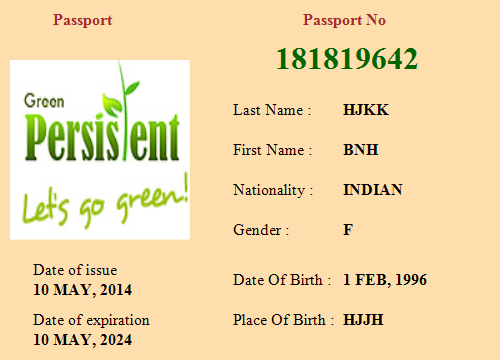 Passport
Passport No
181819642
Green
Persistent
Let's go green!
Last Name : HJKK
First Name : BNH
Nationality : INDIAN
Gender : F
Date of issue
10 MAY, 2014
Date Of Birth : 1 FEB, 1996
Date of expiration
10 MAY, 2024
Place Of Birth : HJJH